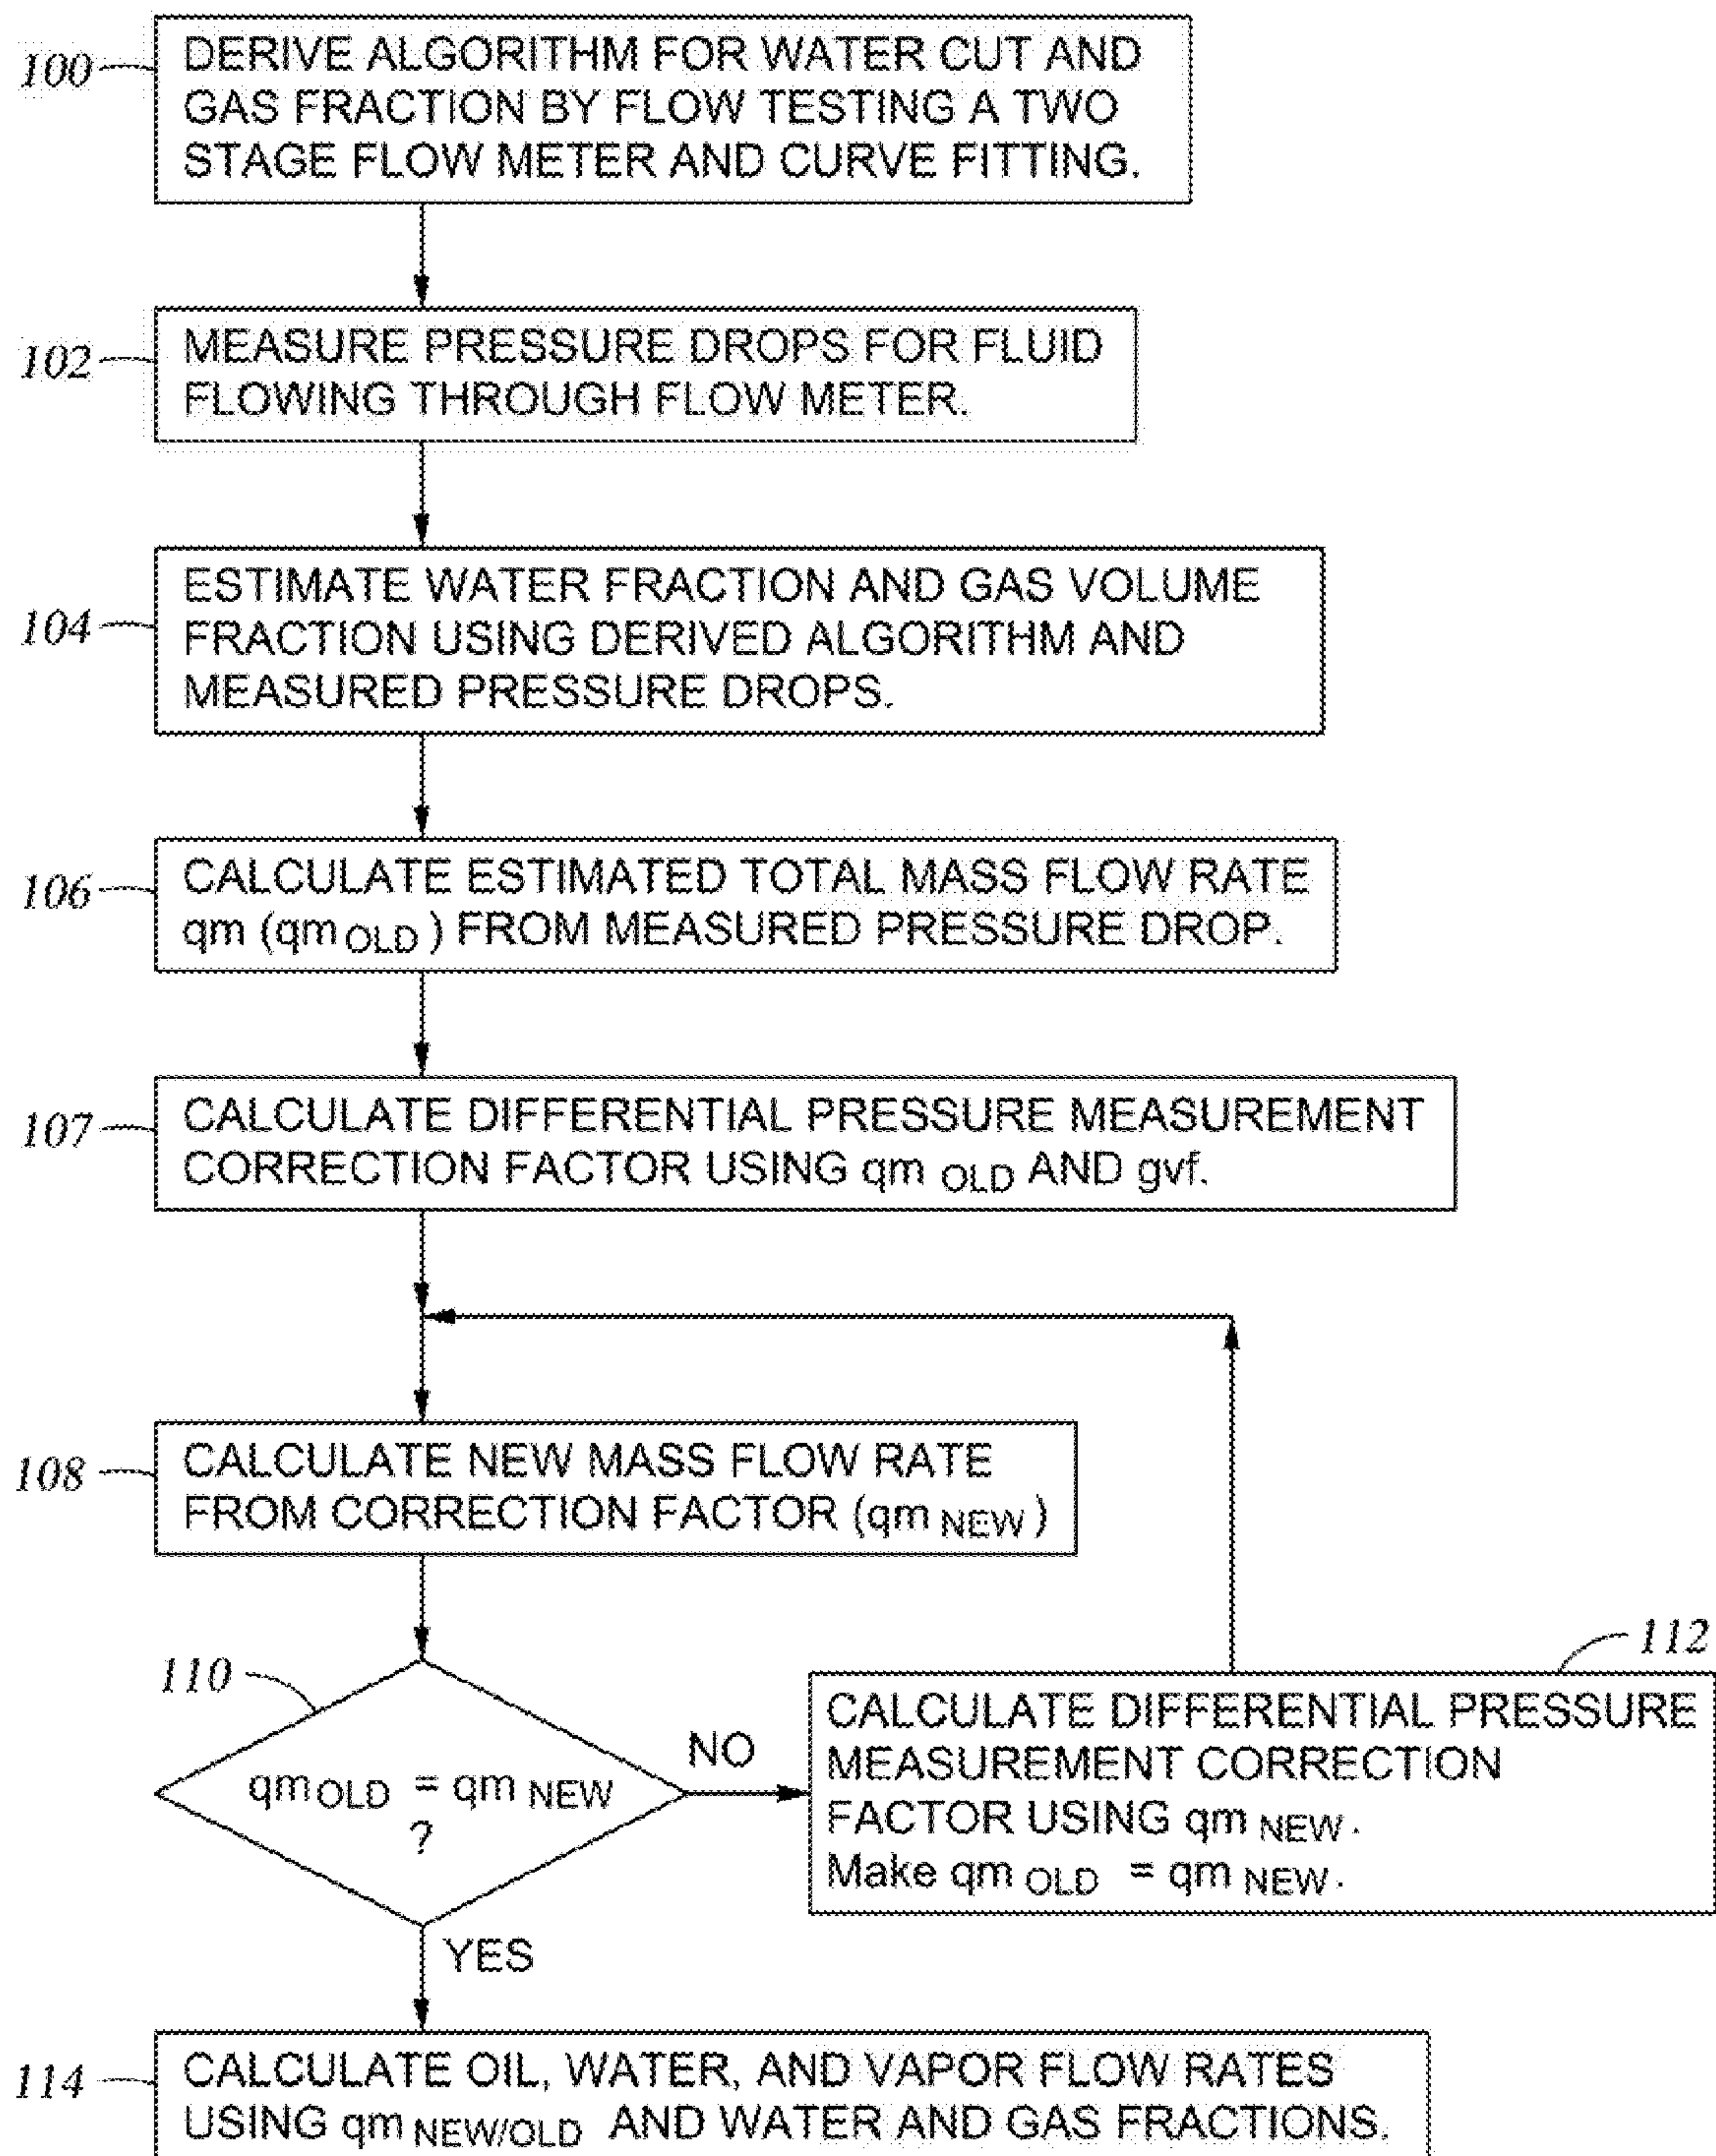 100
DERIVE ALGORITHM FOR WATER CUT AND
GAS FRACTION BY FLOW TESTING A TWO
STAGE FLOW METER AND CURVE FITTING.
102
MEASURE PRESSURE DROPS FOR FLUID
FLOWING THROUGH FLOW METER.
104
ESTIMATE WATER FRACTION AND GAS VOLUME
FRACTION USING DERIVED ALGORITHM AND
MEASURED PRESSURE DROPS.
106
CALCULATE ESTIMATED TOTAL MASS FLOW RATE
qm (qm OLD) FROM MEASURED PRESSURE DROP.
107
CALCULATE DIFFERENTIAL PRESSURE MEASUREMENT
CORRECTION FACTOR USING qm OLD AND gvf.
108
CALCULATE NEW MASS FLOW RATE
FROM CORRECTION FACTOR (qm NEW)
110
qm OLD = qm NEW
?
NO
YES
112
CALCULATE DIFFERENTIAL PRESSURE
MEASUREMENT CORRECTION
FACTOR USING qm NEW.
Make qm OLD = qm NEW.
114
CALCULATE OIL, WATER, AND VAPOR FLOW RATES
USING qm NEW/OLD AND WATER AND GAS FRACTIONS.